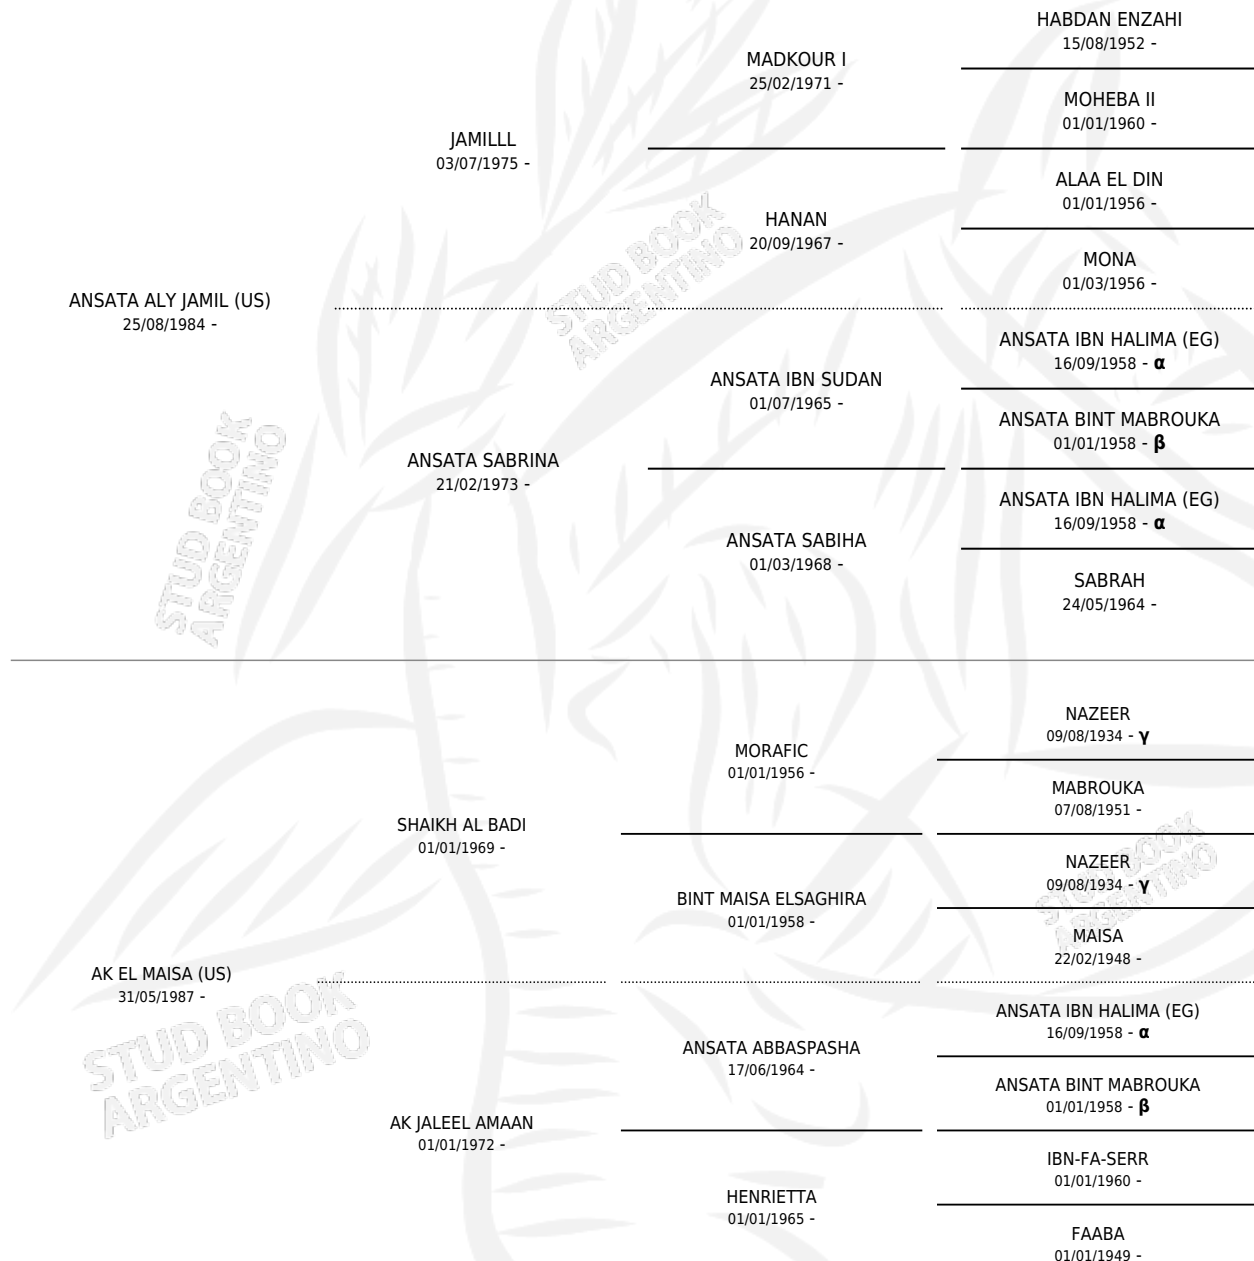 HABDAN ENZAHI
15/08/1952 -
MADKOUR I
25/02/1971 -
MOHEBA II
01/01/1960 -
JAMILLL
03/07/1975 -
ALAA EL DIN
01/01/1956 -
HANAN
20/09/1967 -
MONA
01/03/1956 -
ANSATA ALY JAMIL (US)
25/08/1984 -
ANSATA IBN HALIMA (EG)
16/09/1958 - α
ANSATA IBN SUDAN
01/07/1965 -
ANSATA BINT MABROUKA
01/01/1958 - β
ANSATA SABRINA
21/02/1973 -
ANSATA IBN HALIMA (EG)
16/09/1958 - α
ANSATA SABIHA
01/03/1968 -
SABRAH
24/05/1964 -
NAZEER
09/08/1934 - γ
MORAFIC
01/01/1956 -
MABROUKA
07/08/1951 -
SHAIKH AL BADI
01/01/1969 -
NAZEER
09/08/1934 - γ
BINT MAISA ELSAGHIRA
01/01/1958 -
MAISA
22/02/1948 -
AK EL MAISA (US)
31/05/1987 -
ANSATA IBN HALIMA (EG)
16/09/1958 - α
ANSATA ABBASPASHA
17/06/1964 -
ANSATA BINT MABROUKA
01/01/1958 - β
AK JALEEL AMAAN
01/01/1972 -
IBN-FA-SERR
01/01/1960 -
HENRIETTA
01/01/1965 -
FAABA
01/01/1949 -
STUD BOOK
ARGENTINO
STUD BOOK
ARGENTINO
STUD BOOK
ARGENTINO
STUD BOOK
ARGENTINO